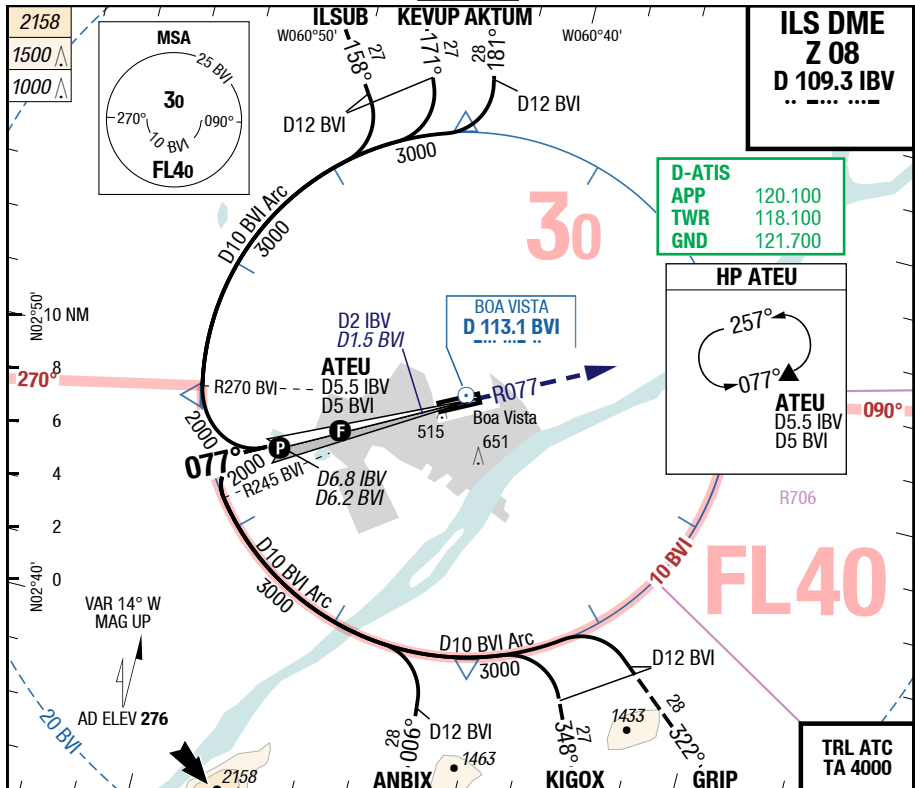 2158
1500
1000
MSA
25 BVI
30
270°
090°
10 BVI
FL40
ILSUB
KEVUP
AKTUM
W060°50'
W060°40'
27
158°
27
171°
28
181°
D12 BVI
D12 BVI
ILS DME
Z 08
D 109.3 IBV
D-ATIS
APP 120.100
TWR 118.100
GND 121.700
3000
D10 BVI Arc
3000
30
HP ATEU
257°
077°
ATEU
D5.5 IBV
D5 BVI
N02°50'
10 NM
8
6
4
2
0
N02°40'
270°
090°
D2 IBV
D1.5 BVI
BOA VISTA
D 113.1 BVI
ATEU
D5.5 IBV
D5 BVI
R270 BVI
R077
Boa Vista
515
651
F
P
2000
077°
2000
R245 BVI
D6.8 IBV
D6.2 BVI
R706
10 BVI
FL40
D10 BVI Arc
3000
D10 BVI Arc
3000
VAR 14° W
MAG UP
AD ELEV 276
20 BVI
D12 BVI
D12 BVI
28
006°
27
348°
28
322°
1433
1463
2158
ANBIX
KIGOX
GRIP
TRL ATC
TA 4000